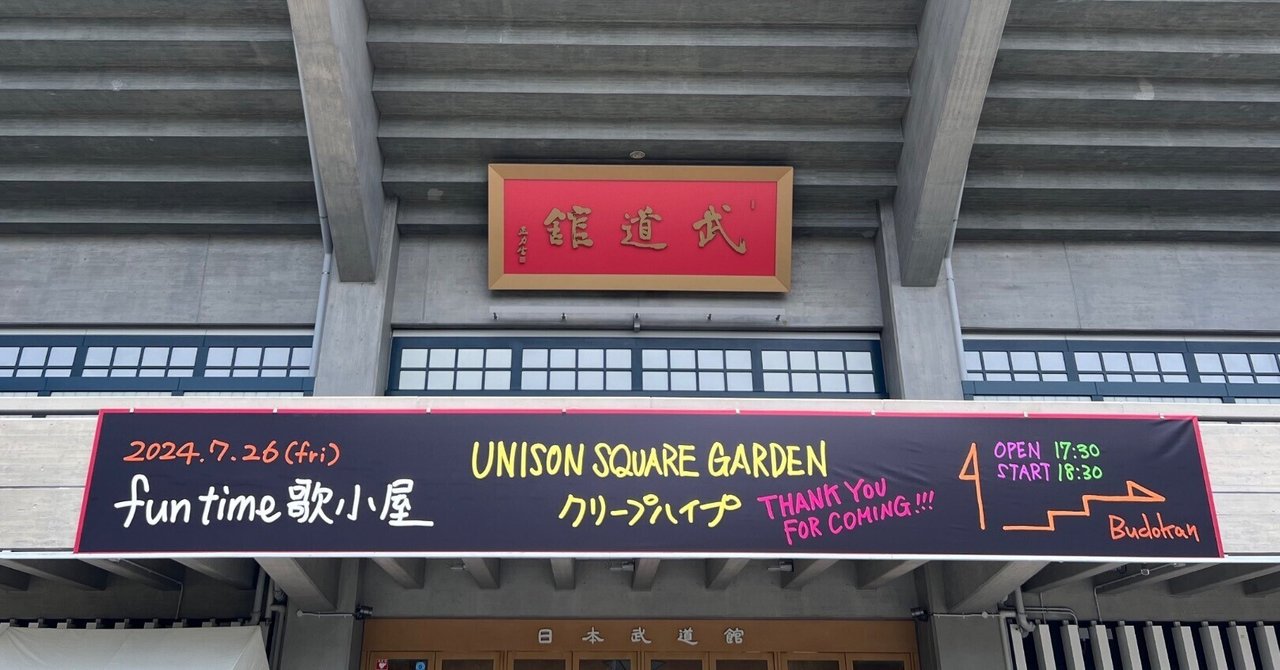 武道館
2024.7.26(fri)
fun time 歌小屋
UNISON SQUARE GARDEN
クリープハイプ
THANK YOU
FOR COMING!!!
OPEN 17:30
START 18:30
Budokan
日本武道館